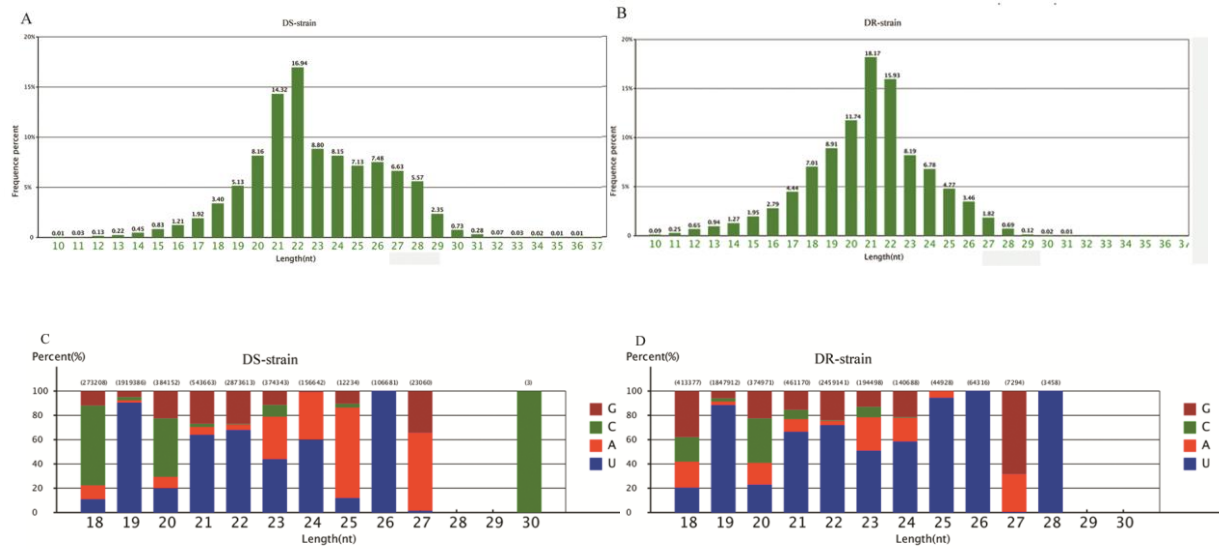 A
DS-strain
20%
15%
10%
5%
0
Frequence percent
0.01 0.03 0.13 0.22 0.45 0.83 1.21 1.92 3.40 5.13 8.16 14.32 16.94 8.80 8.15 7.13 7.48 6.63 5.57 2.35 0.73 0.28 0.07 0.03 0.02 0.01 0.01
10 11 12 13 14 15 16 17 18 19 20 21 22 23 24 25 26 27 28 29 30 31 32 33 34 35 36 37
Length(nt)
B
DR-strain
20%
15%
10%
5%
0
Frequence percent
0.09 0.25 0.65 0.94 1.27 1.95 2.79 4.44 7.01 8.91 11.74 18.17 15.93 8.19 6.78 4.77 3.46 1.82 0.69 0.12 0.02 0.01
10 11 12 13 14 15 16 17 18 19 20 21 22 23 24 25 26 27 28 29 30 31 32 33 34 35 36
Length(nt)
C
Percent(%)
DS-strain
(273208) (1919386) (384152) (543663) (2873613) (374343) (156642) (12234) (106681) (23060) (3)
100
80
60
40
20
0
G
C
A
U
18 19 20 21 22 23 24 25 26 27 28 29 30
Length(nt)
D
Percent(%)
DR-strain
(413377) (1847912) (374971) (461170) (2459141) (194498) (140688) (44928) (64316) (7294) (3458)
100
80
60
40
20
0
G
C
A
U
18 19 20 21 22 23 24 25 26 27 28 29 30
Length(nt)